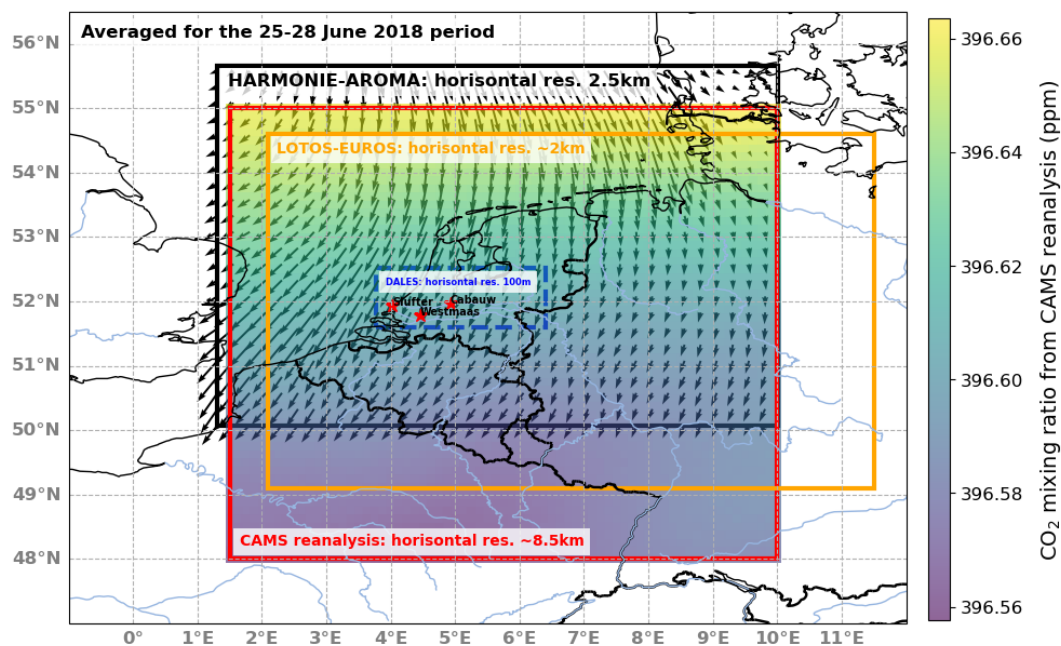 Averaged for the 25-28 June 2018 period
HARMONIE-AROMA: horisontal res. 2.5km
LOTOS-EUROS: horisontal res. ~2km
DALES: horisontal res. 100m
Slufter
Cabauw
Westmaas
CAMS reanalysis: horisontal res. ~8.5km
56°N
55°N
54°N
53°N
52°N
51°N
50°N
49°N
48°N
0°
1°E
2°E
3°E
4°E
5°E
6°E
7°E
8°E
9°E
10°E
11°E
396.66
396.64
396.62
396.60
396.58
396.56
CO₂ mixing ratio from CAMS reanalysis (ppm)